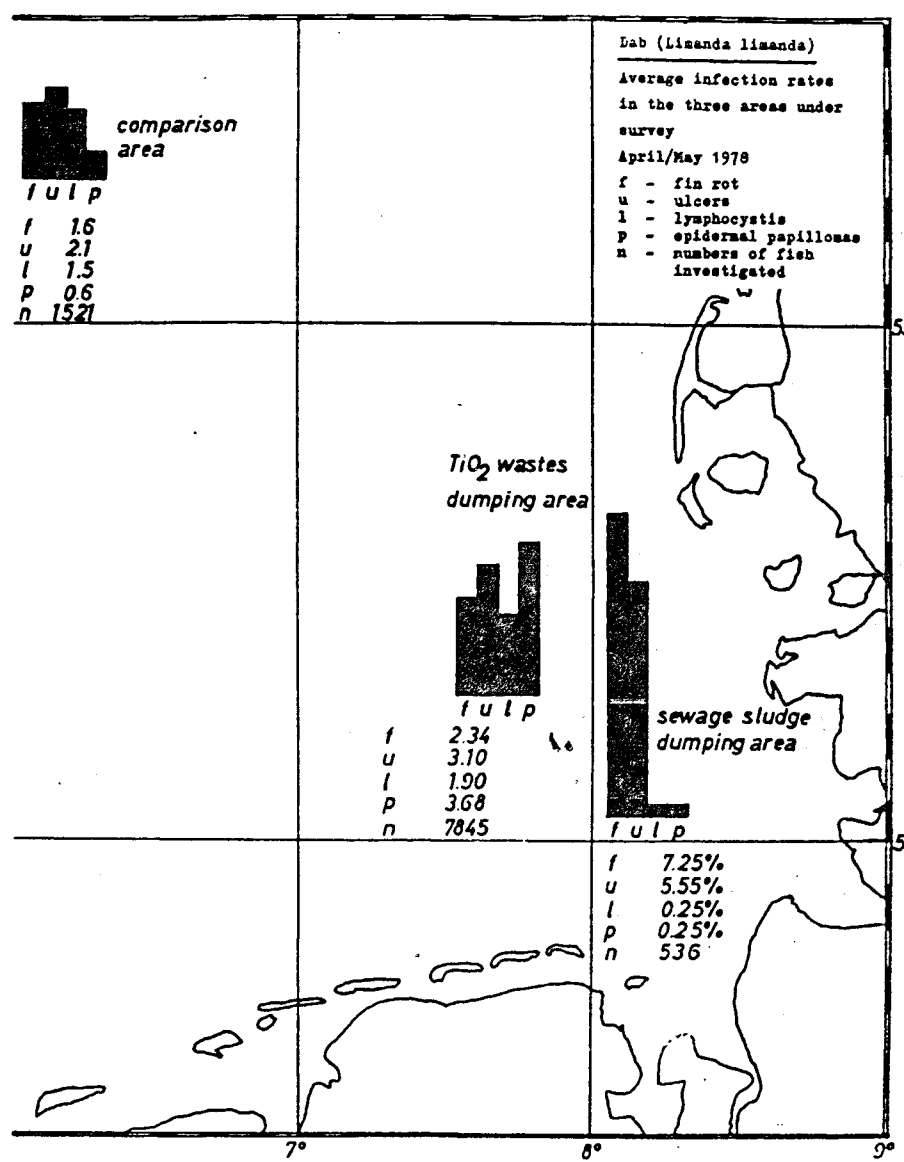 Dab (Limanda limanda)
Average infection rates
in the three areas under
survey
April/May 1978
f - fin rot
u - ulcers
l - lymphocystis
p - epidermal papillomas
n - numbers of fish
investigated
comparison
area
f u l p
f 1.6
u 2.1
l 1.5
p 0.6
n 1521
TiO2 wastes
dumping area
f u l p
f 2.34
u 3.10
l 1.90
p 3.68
n 7845
sewage sludge
dumping area
f u l p
f 7.25%
u 5.55%
l 0.25%
p 0.25%
n 536
7°
8°
9°